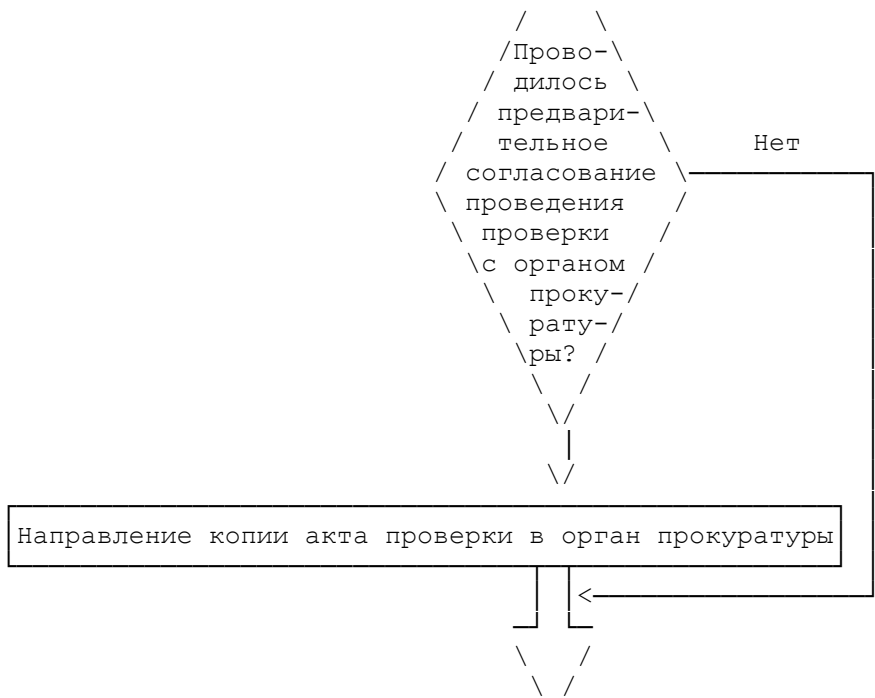 Прово-
дилось
предвари-
тельное
Нет
согласование
проведения
проверки
с органом
проку-
рату-
ры?
Направление копии акта проверки в орган прокуратуры